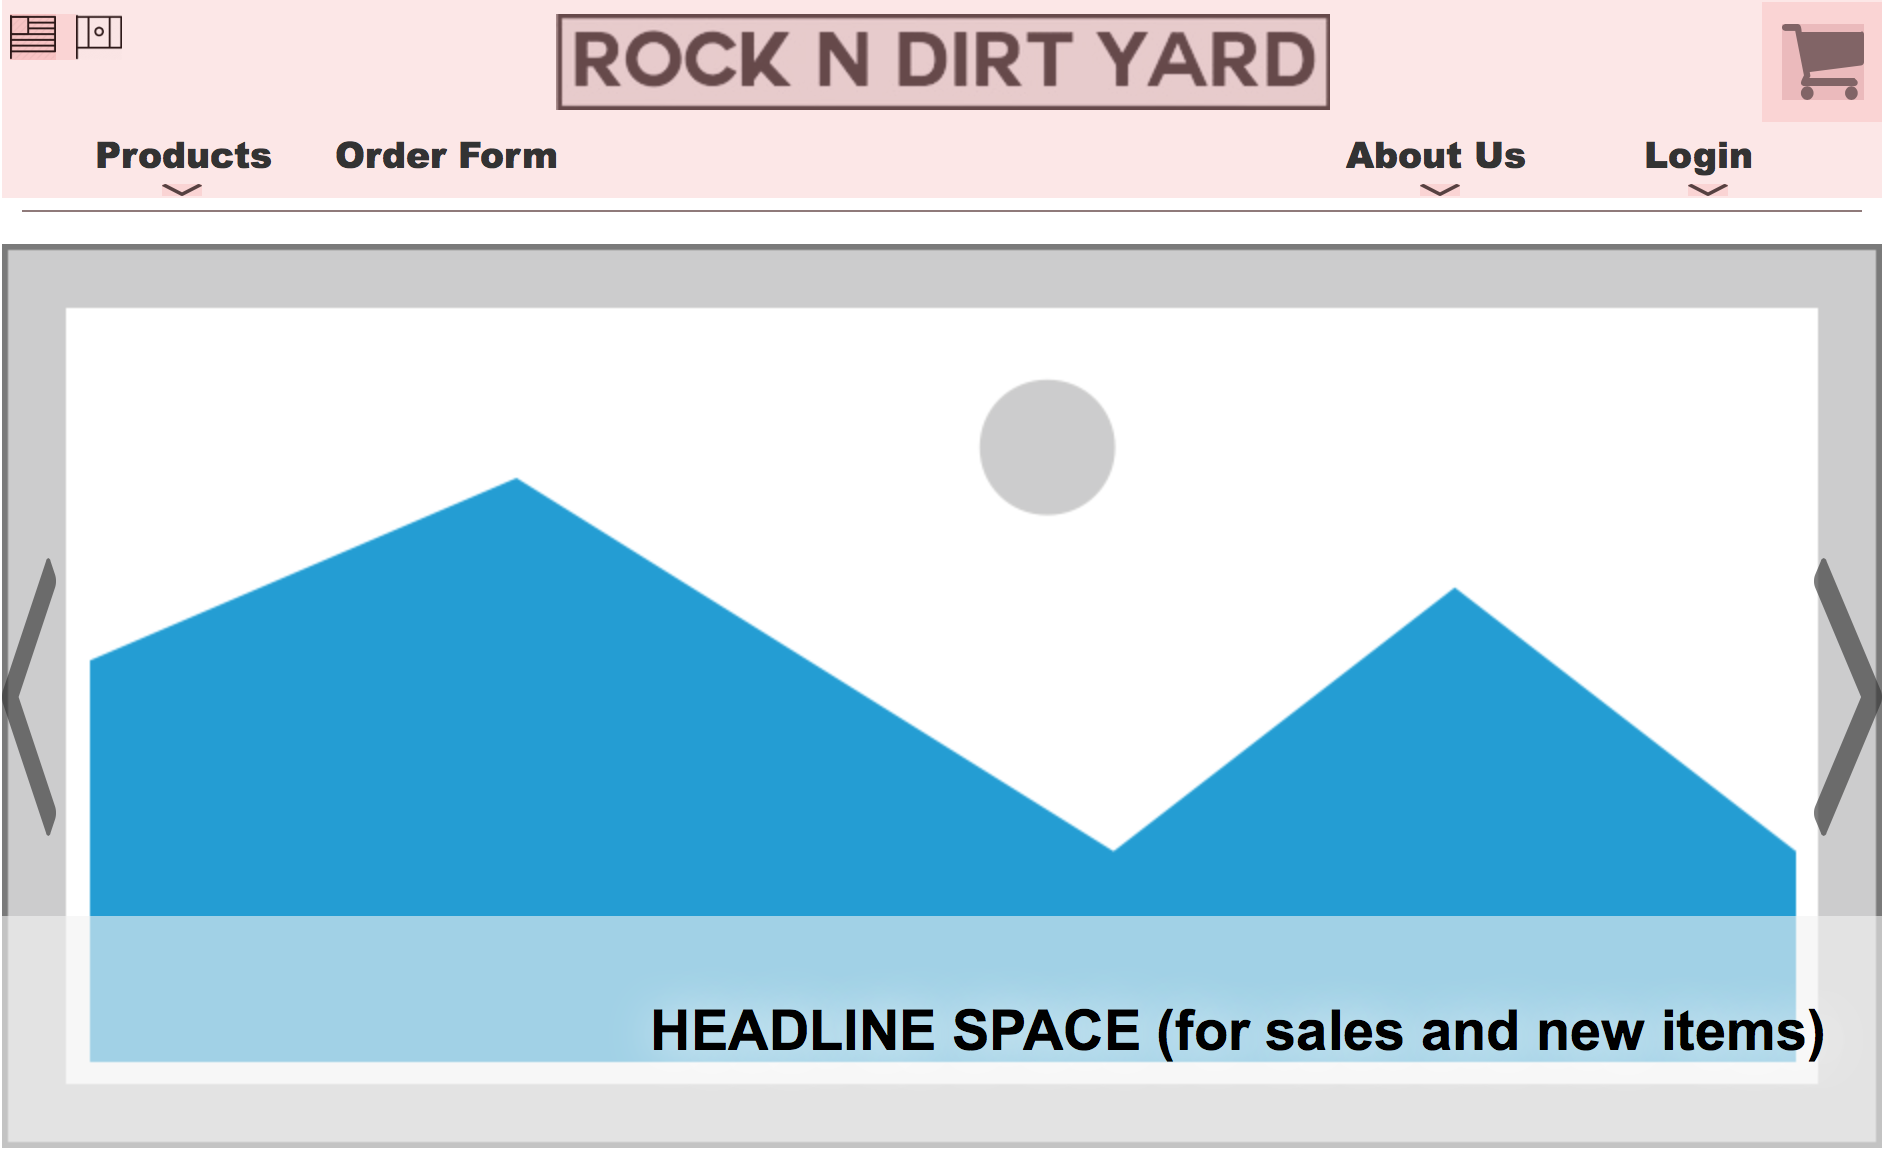 ROCK N DIRT YARD
Products Order Form About Us Login
HEADLINE SPACE (for sales and new items)